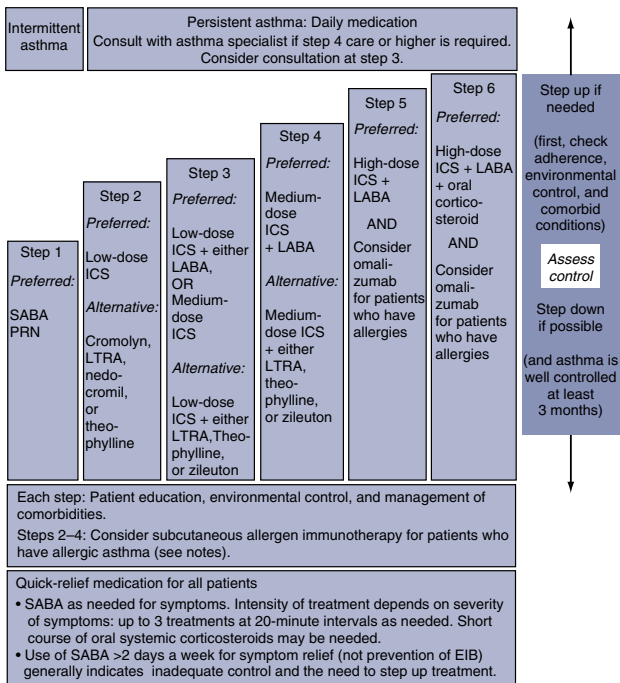 Intermittent
asthma
Persistent asthma: Daily medication
Consult with asthma specialist if step 4 care or higher is required.
Consider consultation at step 3.
Step 1
Preferred:
SABA
PRN
Step 2
Preferred:
Low-dose
ICS
Alternative:
Cromolyn,
LTRA,
nedo-
cromil,
or
theo-
phylline
Step 3
Preferred:
Low-dose
ICS + either
LABA,
OR
Medium-
dose
ICS
Alternative:
Low-dose
ICS + either
LTRA,Theo-
phylline,
or zileuton
Step 4
Preferred:
Medium-
dose
ICS
+ LABA
Alternative:
Medium-
dose ICS
+ either
LTRA,
theo-
phylline,
or zileuton
Step 5
Preferred:
High-dose
ICS +
LABA
AND
Consider
omali-
zumab
for patients
who have
allergies
Step 6
Preferred:
High-dose
ICS + LABA
+ oral
cortico-
steroid
AND
Consider
omali-
zumab
for patients
who have
allergies
Step up if
needed
(first, check
adherence,
environmental
control, and
comorbid
conditions)
Assess
control
Step down
if possible
(and asthma is
well controlled
at least
3 months)
Each step: Patient education, environmental control, and management of
comorbidities.
Steps 2–4: Consider subcutaneous allergen immunotherapy for patients who
have allergic asthma (see notes).
Quick-relief medication for all patients
• SABA as needed for symptoms. Intensity of treatment depends on severity
of symptoms: up to 3 treatments at 20-minute intervals as needed. Short
course of oral systemic corticosteroids may be needed.
• Use of SABA >2 days a week for symptom relief (not prevention of EIB)
generally indicates inadequate control and the need to step up treatment.